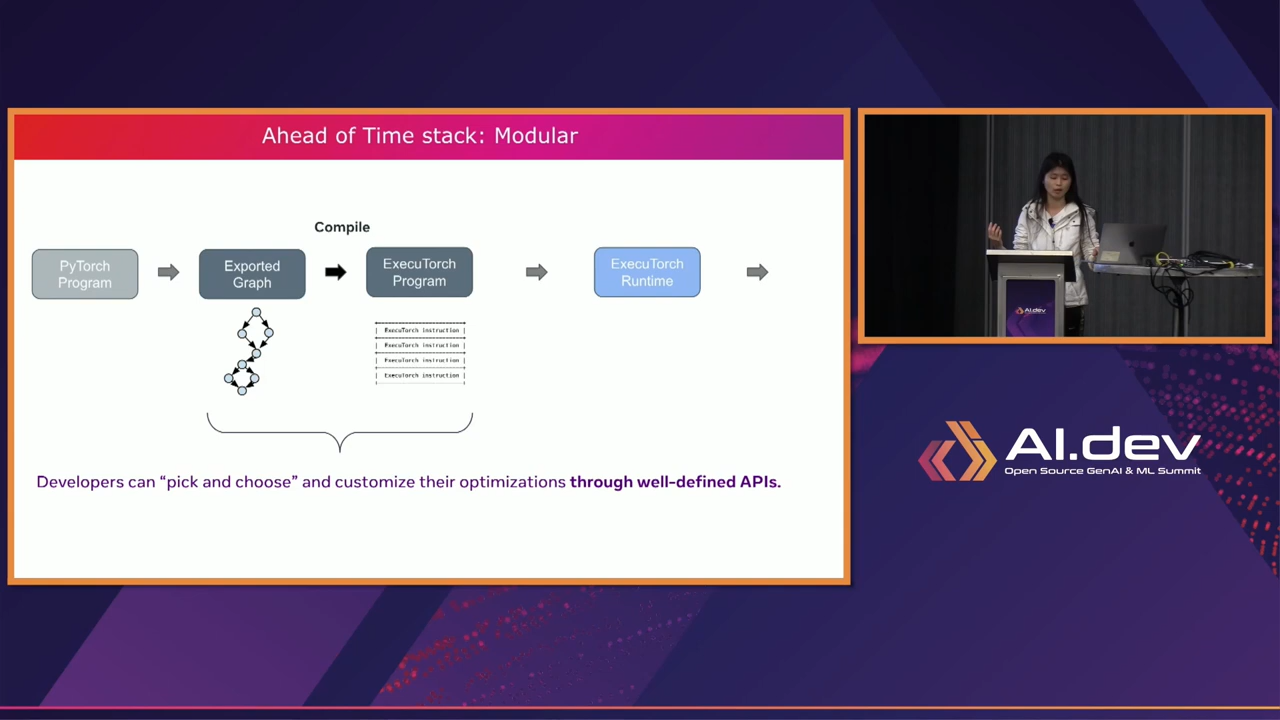 Ahead of Time stack: Modular
Compile
PyTorch
Program
Exported
Graph
ExecuTorch
Program
ExecuTorch
Runtime
ExecuTorch instruction
ExecuTorch instruction
ExecuTorch instruction
ExecuTorch instruction
Developers can “pick and choose” and customize their optimizations through well-defined APIs.
AI.dev
AI.dev
Open Source GenAI & ML Summit